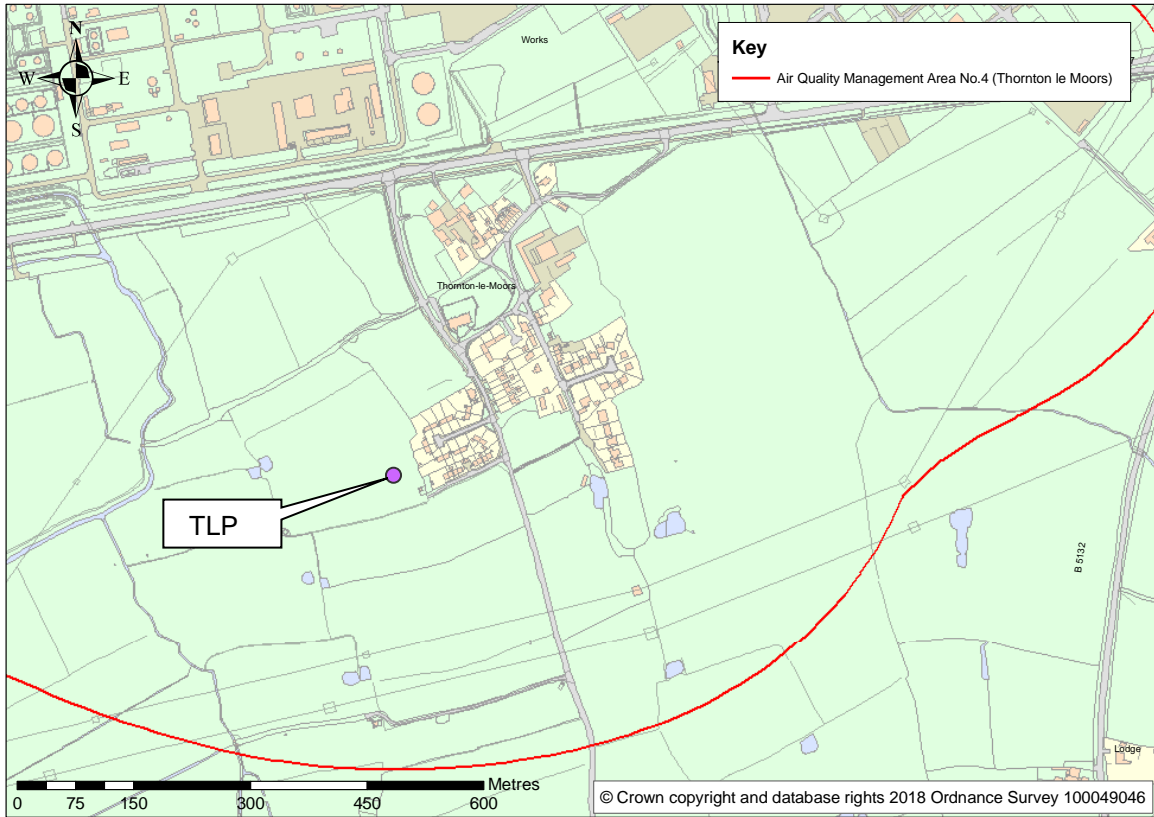 N
W E
S
Works
Key
Air Quality Management Area No.4 (Thornton le Moors)
Thornton-le-Moors
TLP
B 5132
Lodge
Metres
0 75 150 300 450 600
© Crown copyright and database rights 2018 Ordnance Survey 100049046